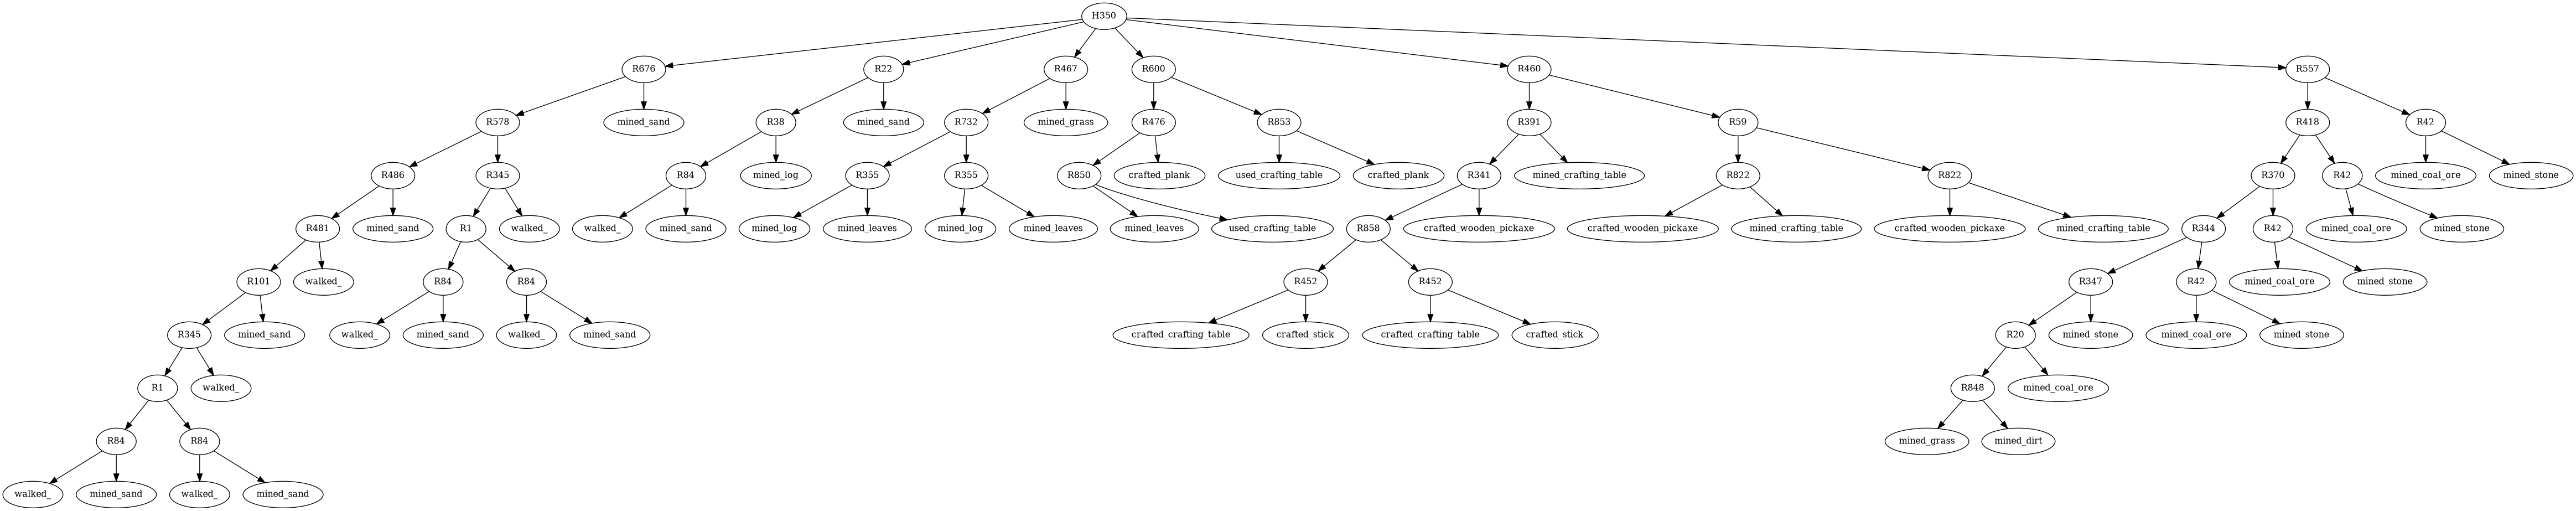 H350
R676 R22 R467 R600 R460 R557
R578 mined_sand R38 mined_sand R732 mined_grass R476 R853 R391 R59 R418 R42
R486 R345 R84 mined_log R355 R355 R850 crafted_plank used_crafting_table crafted_plank R341 mined_crafting_table R822 R822 R370 R42 mined_coal_ore mined_stone
R481 mined_sand R1 walked_ walked_ mined_sand mined_log mined_leaves mined_log mined_leaves mined_leaves used_crafting_table R858 crafted_wooden_pickaxe crafted_wooden_pickaxe mined_crafting_table crafted_wooden_pickaxe mined_crafting_table R344 R42 mined_coal_ore mined_stone
R101 walked_ R84 R84 R452 R452 R347 R42 mined_coal_ore mined_stone
R345 mined_sand walked_ mined_sand walked_ mined_sand crafted_crafting_table crafted_stick crafted_crafting_table crafted_stick R20 mined_stone mined_coal_ore mined_stone
R1 walked_ R848 mined_coal_ore
R84 R84 mined_grass mined_dirt
walked_ mined_sand walked_ mined_sand